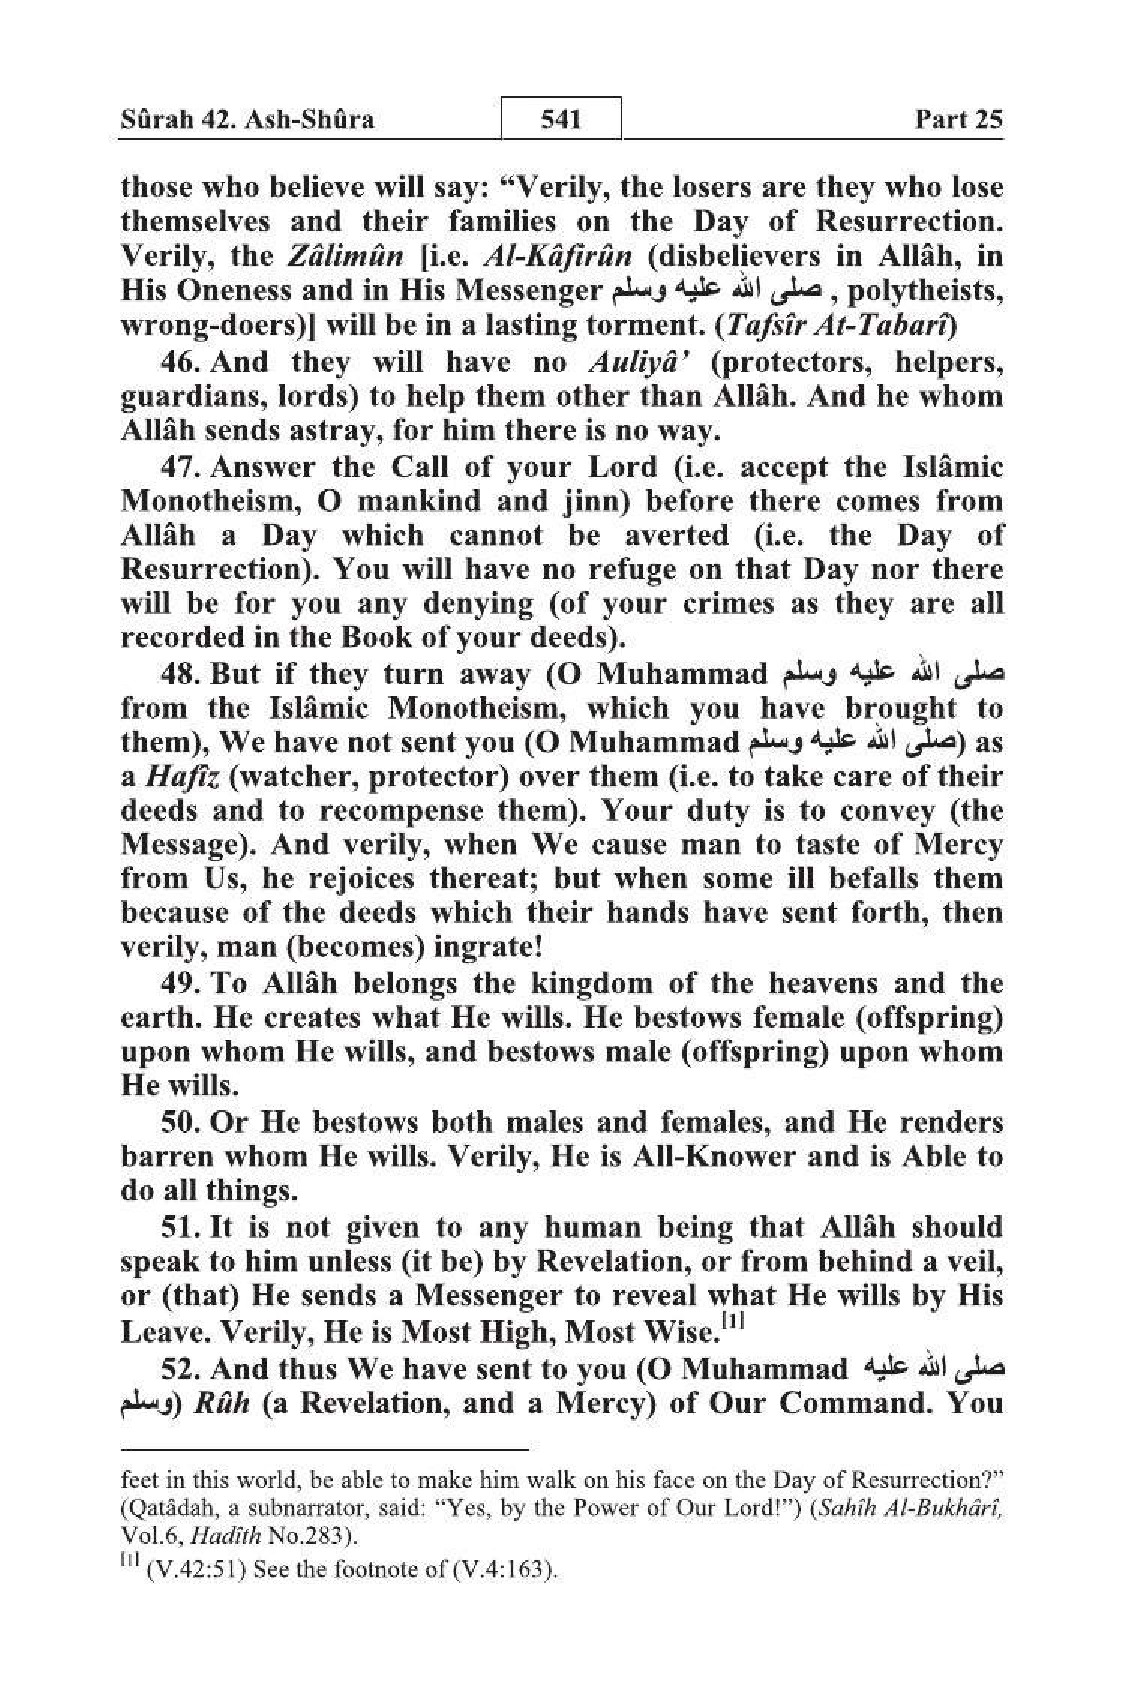 Sûrah 42. Ash-Shûra 541 Part 25
those who believe will say: “Verily, the losers are they who lose
themselves and their families on the Day of Resurrection.
Verily, the Zâlimûn [i.e. Al-Kâfirûn (disbelievers in Allâh, in
His Oneness and in His Messenger صلى الله عليه وسلم , polytheists,
wrong-doers)] will be in a lasting torment. (Tafsîr At-Tabarî)
46. And they will have no Auliyâ’ (protectors, helpers,
guardians, lords) to help them other than Allâh. And he whom
Allâh sends astray, for him there is no way.
47. Answer the Call of your Lord (i.e. accept the Islâmic
Monotheism, O mankind and jinn) before there comes from
Allâh a Day which cannot be averted (i.e. the Day of
Resurrection). You will have no refuge on that Day nor there
will be for you any denying (of your crimes as they are all
recorded in the Book of your deeds).
48. But if they turn away (O Muhammad صلى الله عليه وسلم
from the Islâmic Monotheism, which you have brought to
them), We have not sent you (O Muhammad صلى الله عليه وسلم) as
a Hafîz (watcher, protector) over them (i.e. to take care of their
deeds and to recompense them). Your duty is to convey (the
Message). And verily, when We cause man to taste of Mercy
from Us, he rejoices thereat; but when some ill befalls them
because of the deeds which their hands have sent forth, then
verily, man (becomes) ingrate!
49. To Allâh belongs the kingdom of the heavens and the
earth. He creates what He wills. He bestows female (offspring)
upon whom He wills, and bestows male (offspring) upon whom
He wills.
50. Or He bestows both males and females, and He renders
barren whom He wills. Verily, He is All-Knower and is Able to
do all things.
51. It is not given to any human being that Allâh should
speak to him unless (it be) by Revelation, or from behind a veil,
or (that) He sends a Messenger to reveal what He wills by His
Leave. Verily, He is Most High, Most Wise.[1]
52. And thus We have sent to you (O Muhammad صلى الله عليه
وسلم) Rûh (a Revelation, and a Mercy) of Our Command. You
feet in this world, be able to make him walk on his face on the Day of Resurrection?”
(Qatâdah, a subnarrator, said: “Yes, by the Power of Our Lord!”) (Sahîh Al-Bukhârî,
Vol.6, Hadîth No.283).
[1] (V.42:51) See the footnote of (V.4:163).